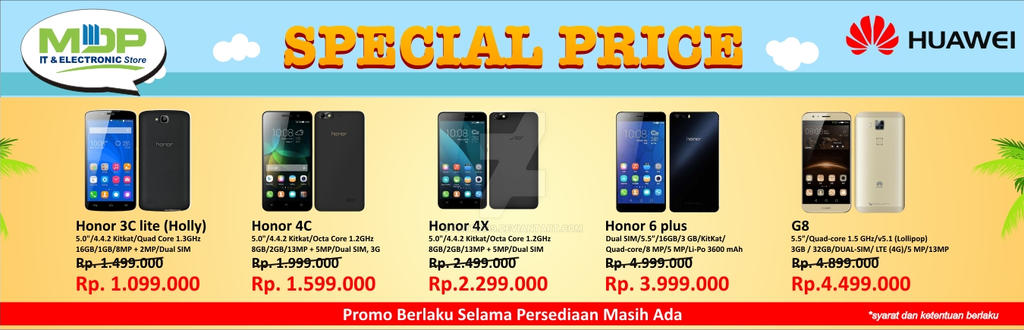 MDP
IT & ELECTRONIC Store
SPECIAL PRICE
HUAWEI
Honor 3C lite (Holly)
5.0"/4.4.2 Kitkat/Quad Core 1.3GHz
16GB/1GB/8MP + 2MP/Dual SIM
Rp. 1.499.000
Rp. 1.099.000
Honor 4C
5.0"/4.4.2 Kitkat/Octa Core 1.2GHz
8GB/2GB/13MP + 5MP/Dual SIM, 3G
Rp. 1.999.000
Rp. 1.599.000
Honor 4X
5.0"/4.4.2 Kitkat/Octa Core 1.2GHz
8GB/2GB/13MP + 5MP/Dual SIM
Rp. 2.499.000
Rp.2.299.000
Honor 6 plus
Dual SIM/5.5"/16GB/3 GB/KitKat/
Quad-core/8 MP/5 MP/Li-Po 3600 mAh
Rp. 4.999.000
Rp. 3.999.000
G8
5.5"/Quad-core 1.5 GHz/v5.1 (Lollipop)
3GB / 32GB/DUAL-SIM/ LTE (4G)/5 MP/13MP
Rp. 4.899.000
Rp.4.499.000
Promo Berlaku Selama Persediaan Masih Ada
*syarat dan ketentuan berlaku